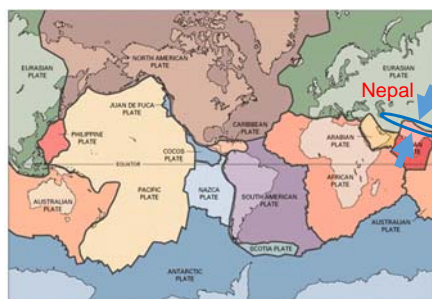 NORTH AMERICAN
PLATE
EURASIAN
PLATE
EURASIAN
PLATE
Nepal
JUAN DE FUCA
PLATE
CARIBBEAN
PLATE
PHILIPPINE
PLATE
ARABIAN
PLATE
COCOS
PLATE
EQUATOR
PACIFIC
PLATE
NAZCA
PLATE
SOUTH AMERICAN
PLATE
AFRICAN
PLATE
AUSTRALIAN
PLATE
AUSTRALIAN
PLATE
SCOTIA PLATE
ANTARCTIC
PLATE